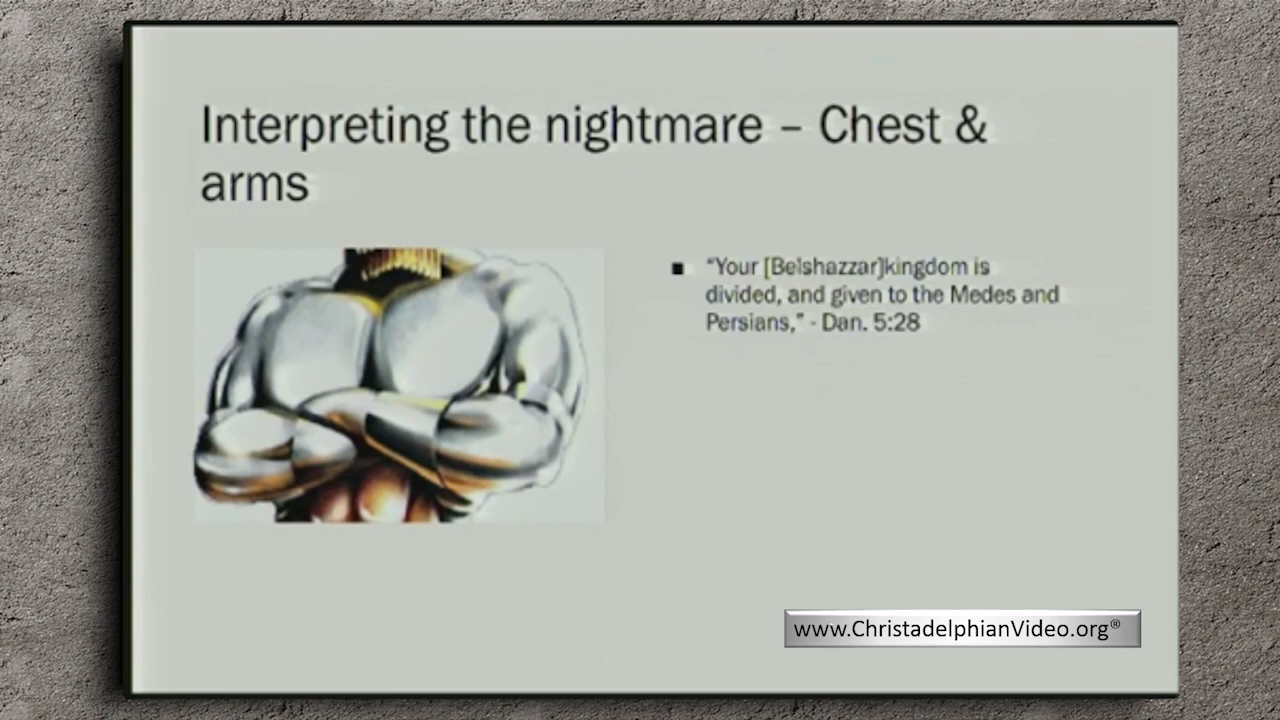 Interpreting the nightmare – Chest &
arms
■ "Your [Belshazzar]kingdom is
divided, and given to the Medes and
Persians," - Dan. 5:28
www.ChristadelphianVideo.org®